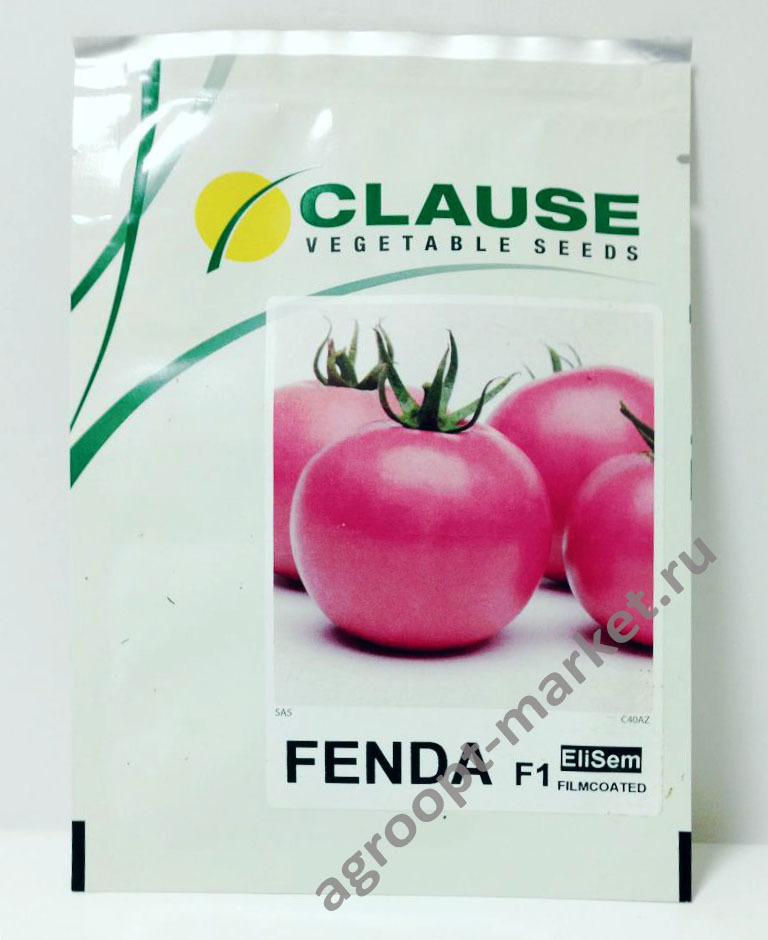 CLAUSE
VEGETABLE SEEDS
SAS
C40AZ
FENDA F1 EliSem
FILMCOATED
agroopt-market.ru